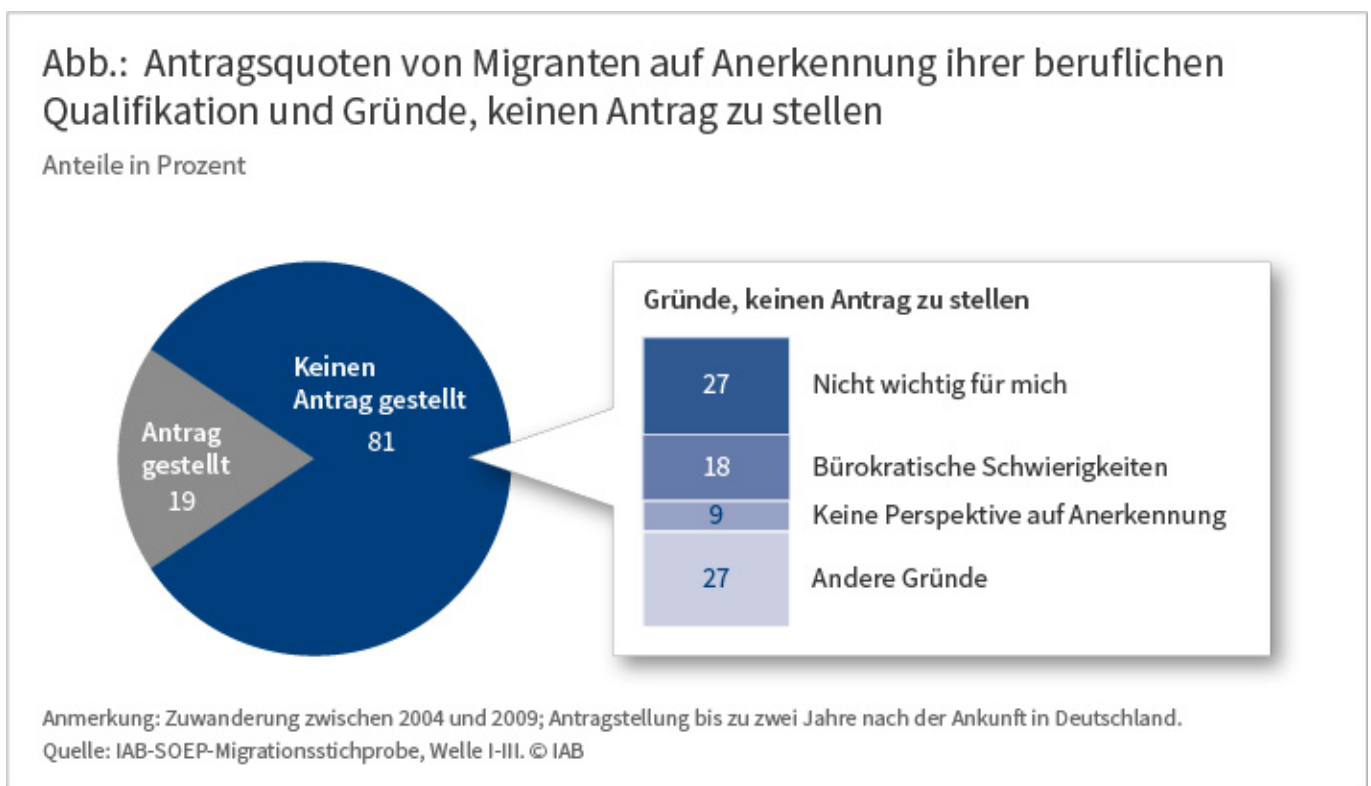 Abb.: Antragsquoten von Migranten auf Anerkennung ihrer beruflichen
Qualifikation und Gründe, keinen Antrag zu stellen
Anteile in Prozent
Keinen
Antrag gestellt
81
Antrag
gestellt
19
Gründe, keinen Antrag zu stellen
27 Nicht wichtig für mich
18 Bürokratische Schwierigkeiten
9 Keine Perspektive auf Anerkennung
27 Andere Gründe
Anmerkung: Zuwanderung zwischen 2004 und 2009; Antragstellung bis zu zwei Jahre nach der Ankunft in Deutschland.
Quelle: IAB-SOEP-Migrationsstichprobe, Welle I-III. © IAB